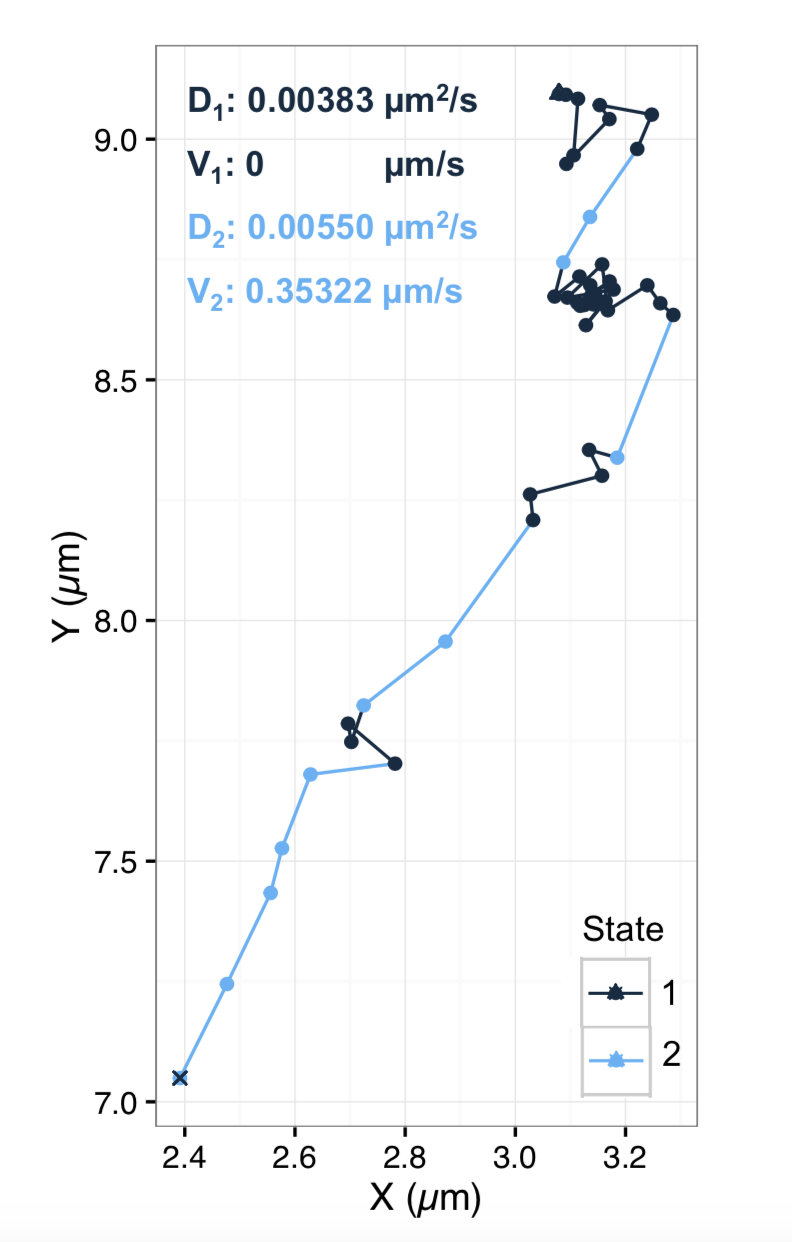 D₁: 0.00383 µm²/s
V₁: 0 µm/s
D₂: 0.00550 µm²/s
V₂: 0.35322 µm/s
9.0
8.5
8.0
7.5
7.0
Y (µm)
State
1
2
2.4 2.6 2.8 3.0 3.2
X (µm)